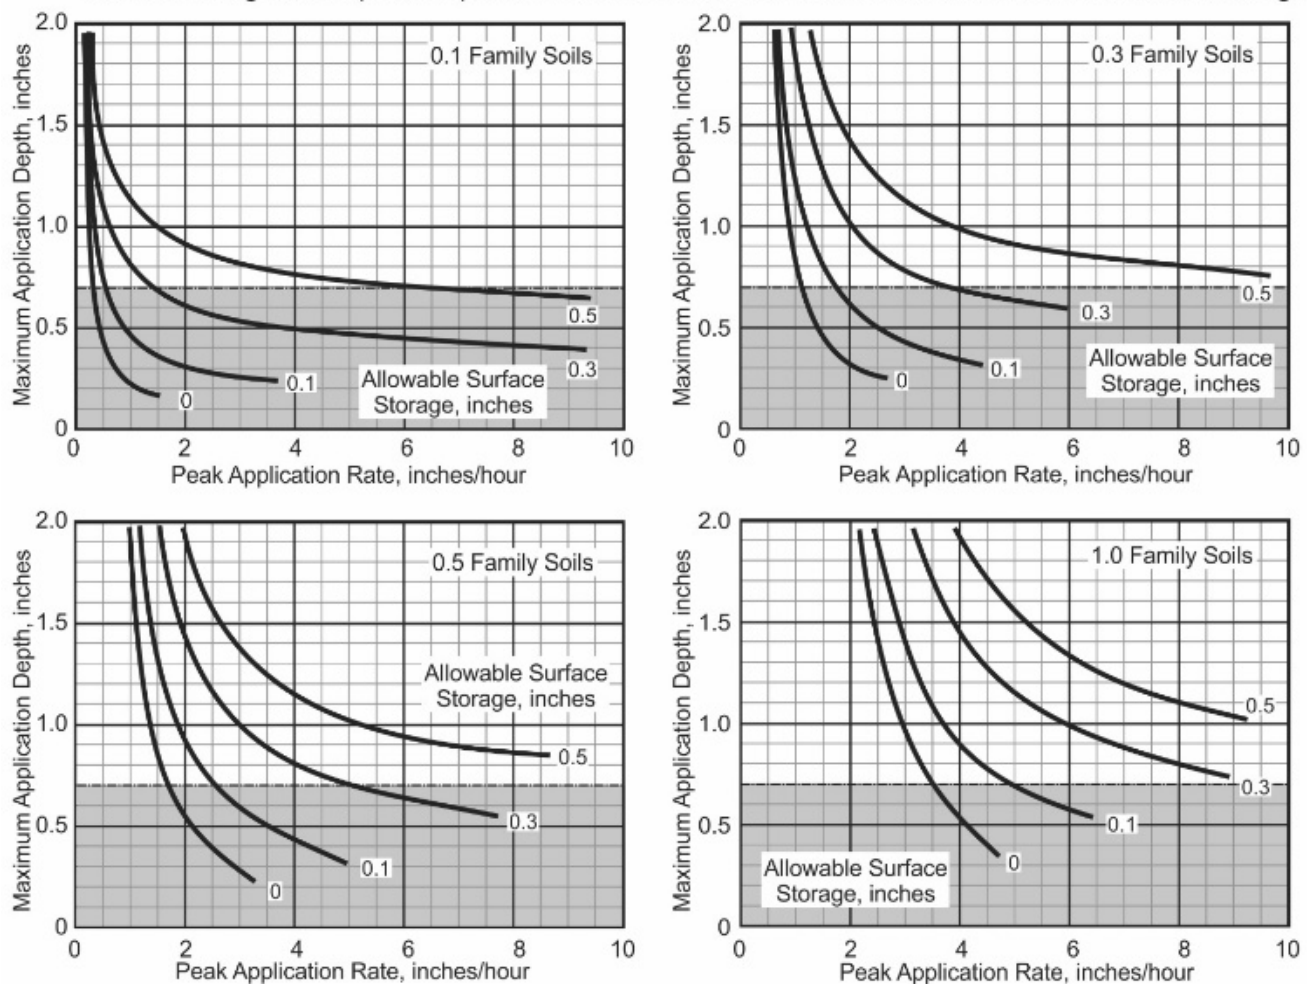 2.0
1.5
1.0
0.5
0
Maximum Application Depth, inches
0.1 Family Soils
0.5
0.3
0.1
0
Allowable Surface
Storage, inches
0 2 4 6 8 10
Peak Application Rate, inches/hour
2.0
1.5
1.0
0.5
0
Maximum Application Depth, inches
0.3 Family Soils
0.5
0.3
0.1
0
Allowable Surface
Storage, inches
0 2 4 6 8 10
Peak Application Rate, inches/hour
2.0
1.5
1.0
0.5
0
Maximum Application Depth, inches
0.5 Family Soils
Allowable Surface
Storage, inches
0.5
0.3
0.1
0
0 2 4 6 8 10
Peak Application Rate, inches/hour
2.0
1.5
1.0
0.5
0
Maximum Application Depth, inches
1.0 Family Soils
0.5
0.3
0.1
0
Allowable Surface
Storage, inches
0 2 4 6 8 10
Peak Application Rate, inches/hour